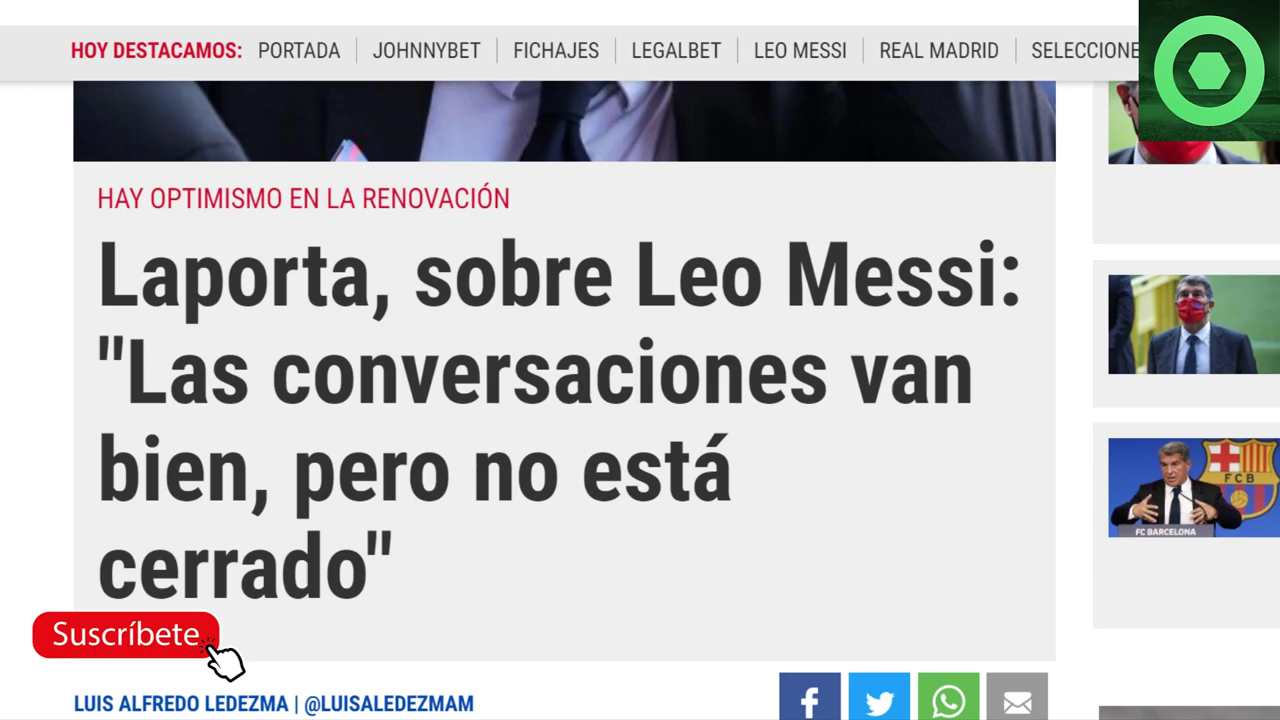 HOY DESTACAMOS: PORTADA JOHNNYBET FICHAJES LEGALBET LEO MESSI REAL MADRID SELECCIONE
HAY OPTIMISMO EN LA RENOVACIÓN
Laporta, sobre Leo Messi:
"Las conversaciones van
bien, pero no está
cerrado"
FCB
FC BARCELONA
Suscríbete
LUIS ALFREDO LEDEZMA | @LUISALEDEZMAM